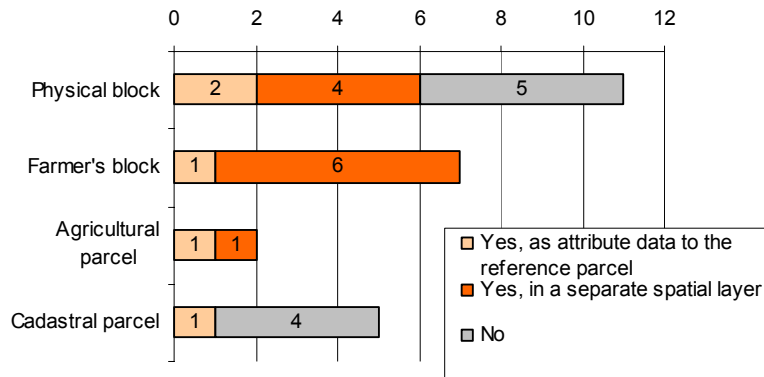 0 2 4 6 8 10 12
Physical block 2 4 5
Farmer's block 1 6
Agricultural
parcel 1 1
Cadastral parcel 1 4
Yes, as attribute data to the
reference parcel
Yes, in a separate spatial layer
No